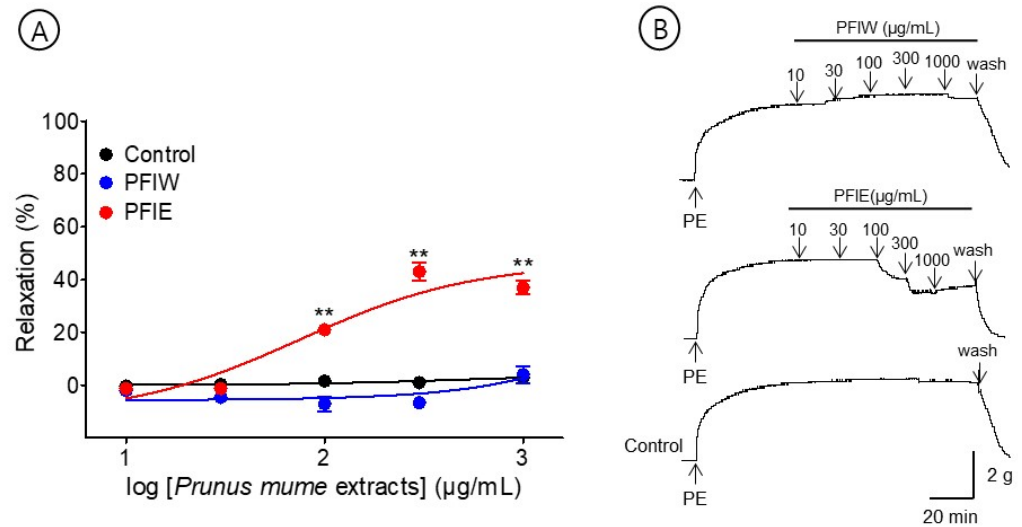 A
100
80
60
40
20
0
Relaxation (%)
Control
PFIW
PFIE
**
**
**
1
2
3
log [Prunus mume extracts] (µg/mL)
B
PFIW (µg/mL)
10
30
100
300
1000
wash
PE
PFIE(µg/mL)
10
30
100
300
1000
wash
PE
wash
Control
PE
2 g
20 min